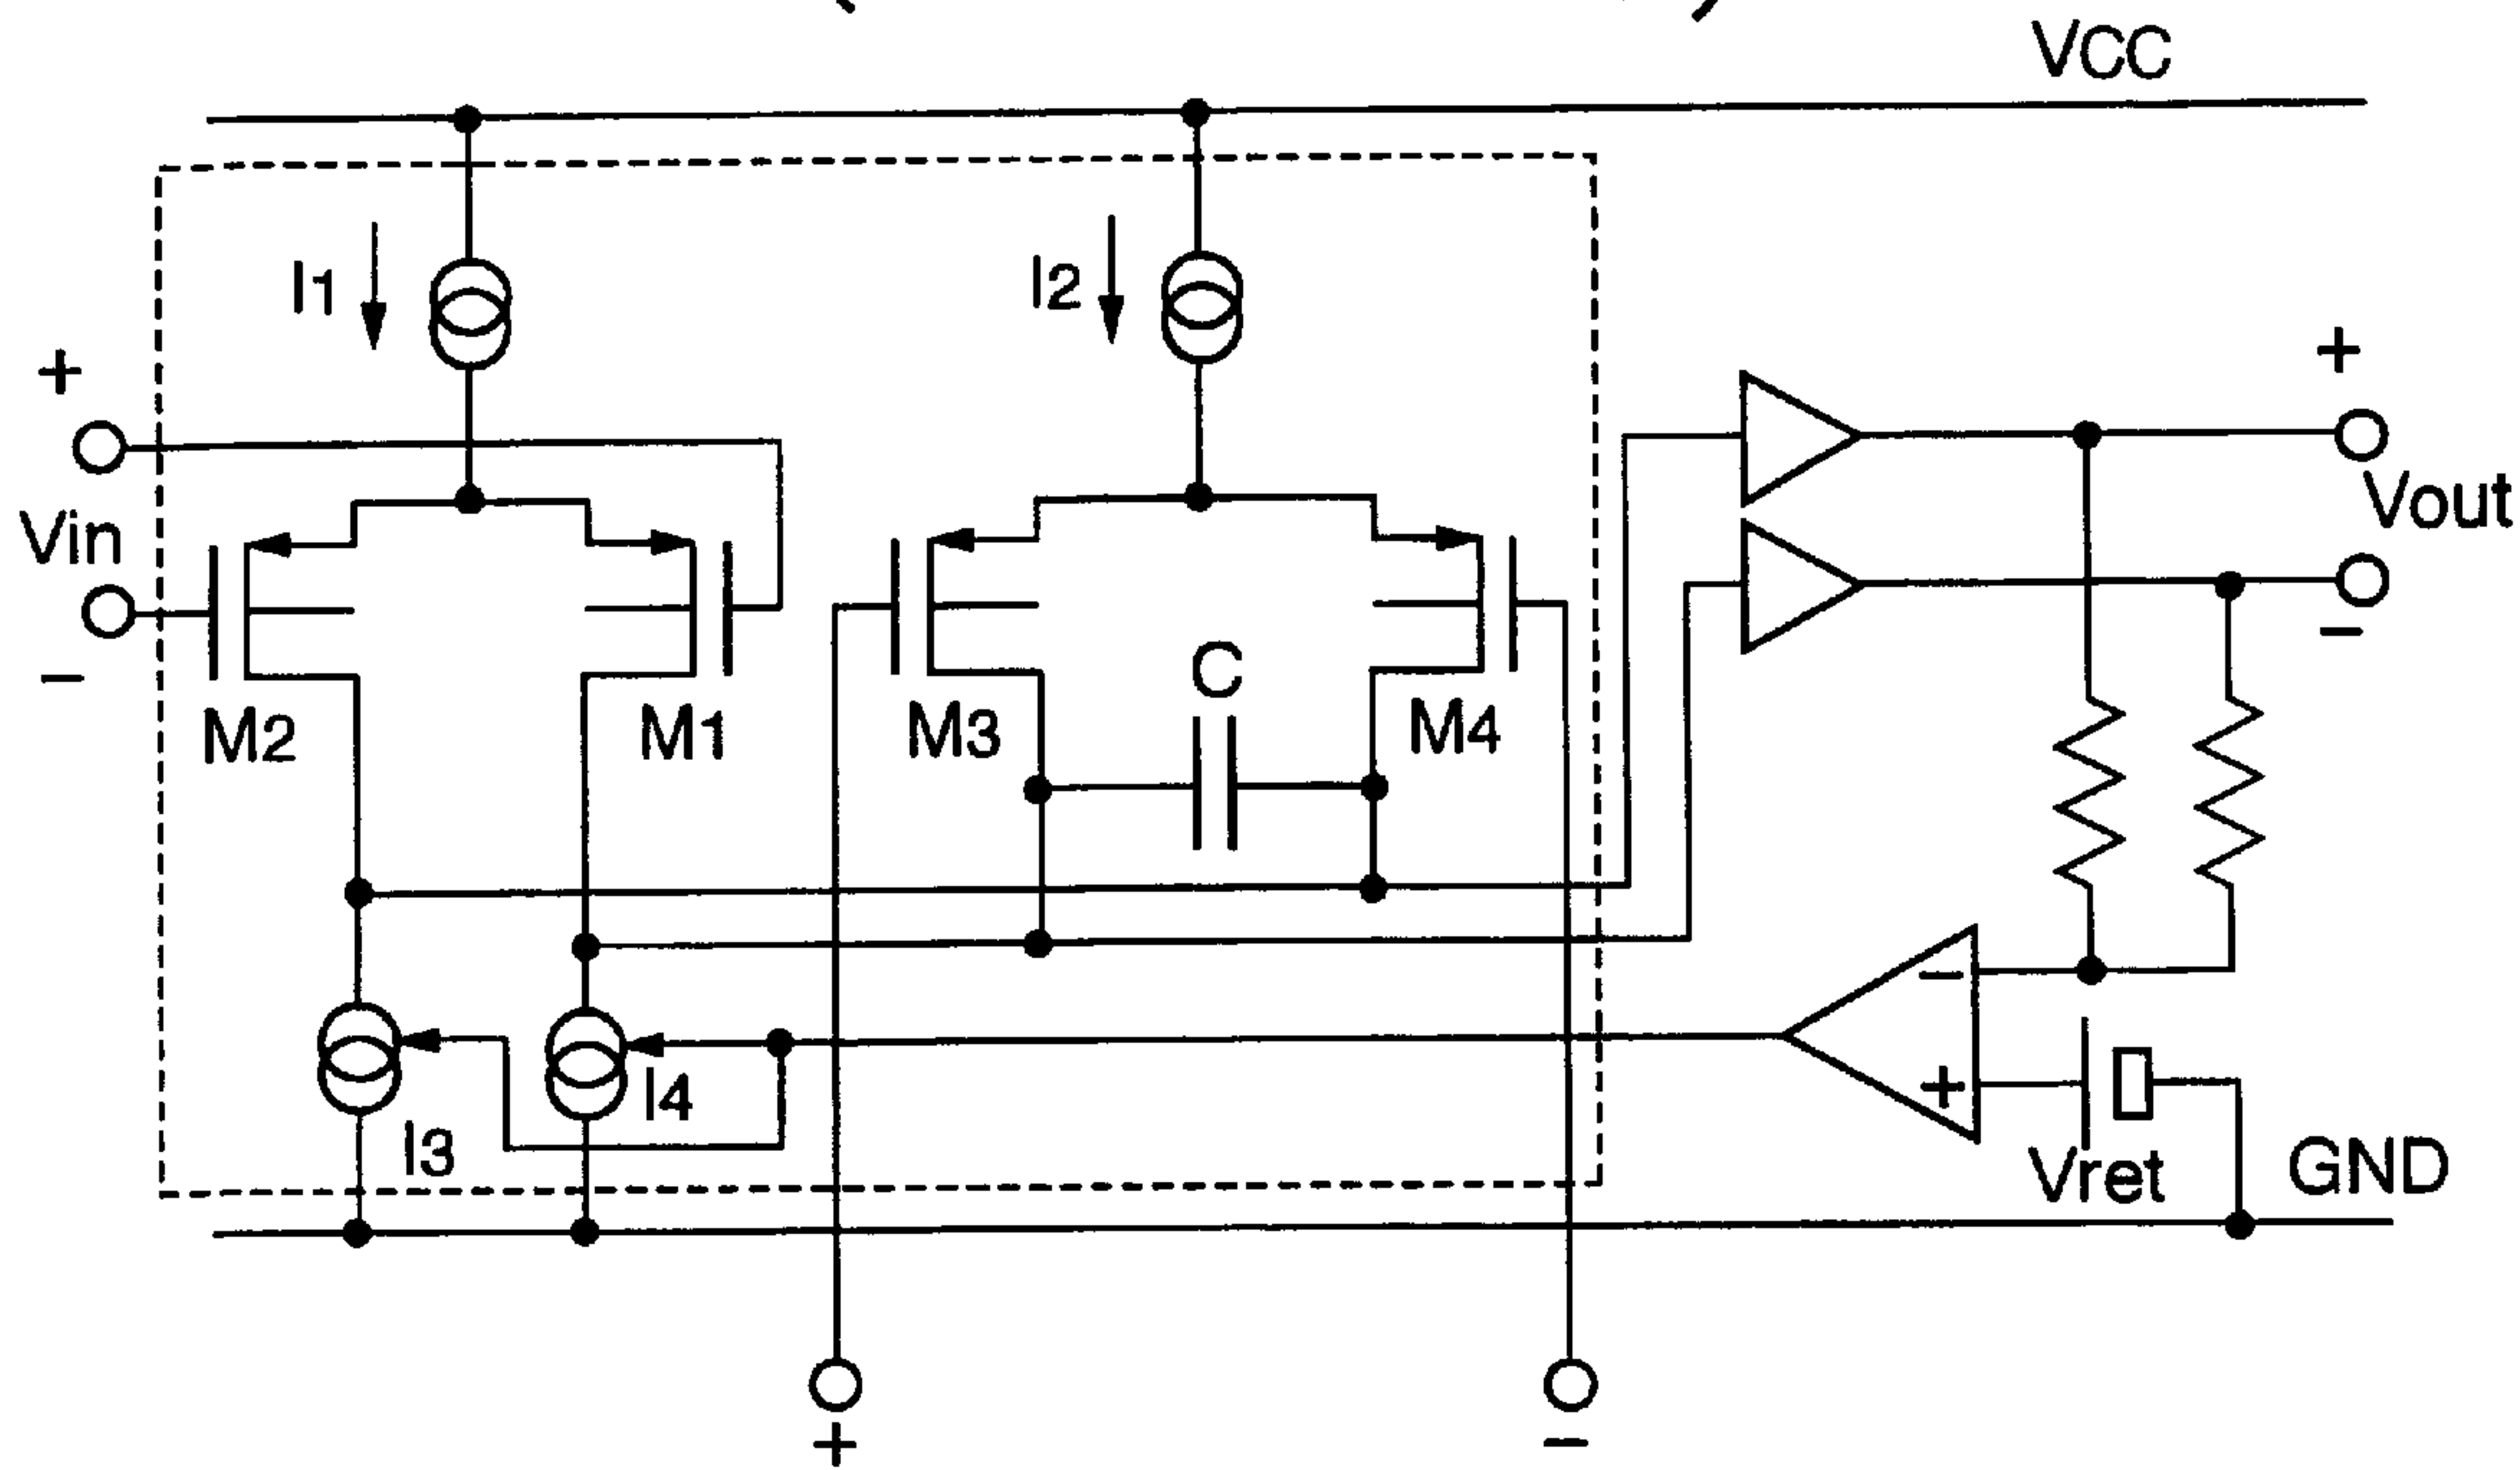 VCC
I1
I2
+
+
Vin
Vout
−
−
M2
M1
M3
C
M4
−
+
I4
I3
Vret
GND
+
−